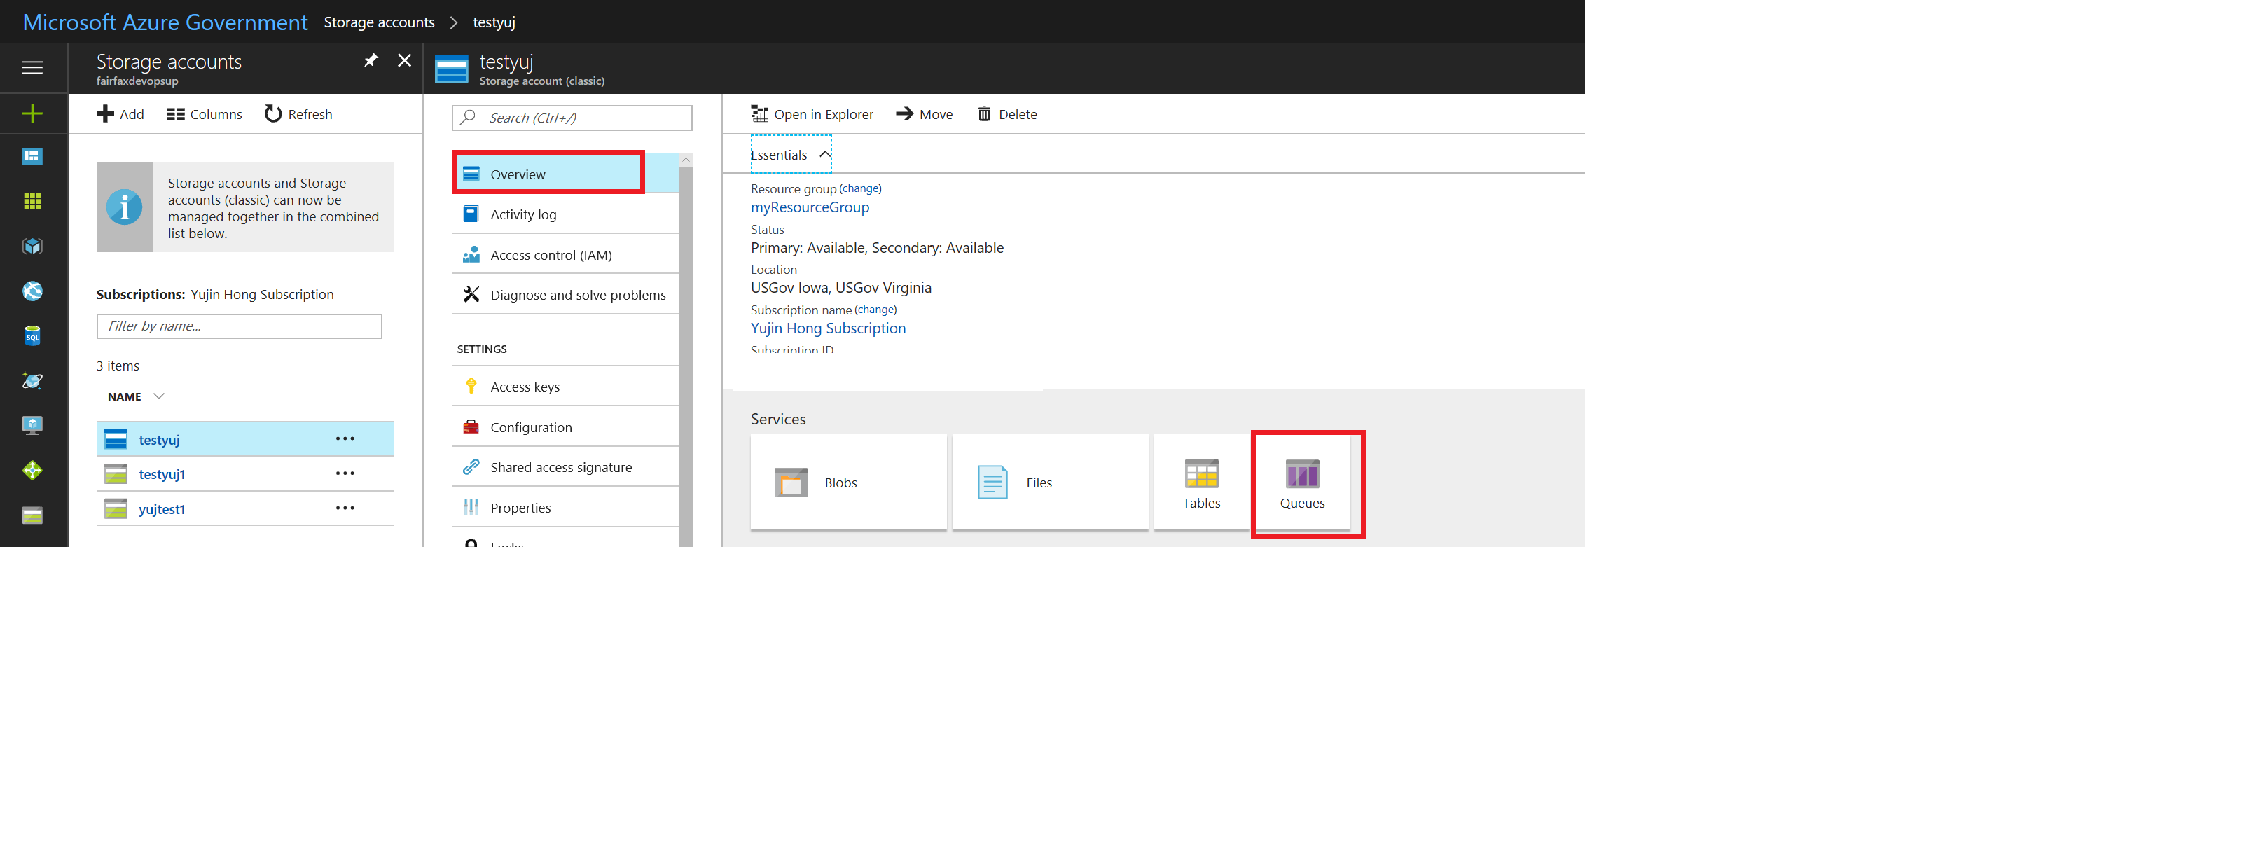 Microsoft Azure Government Storage accounts > testyuj
Storage accounts
fairfaxdevopsup
testyuj
Storage account (classic)
Add Columns Refresh
Storage accounts and Storage
accounts (classic) can now be
managed together in the combined
list below.
Subscriptions: Yujin Hong Subscription
Filter by name...
3 items
NAME
testyuj
testyuj1
yujtest1
Search (Ctrl+/)
Overview
Activity log
Access control (IAM)
Diagnose and solve problems
SETTINGS
Access keys
Configuration
Shared access signature
Properties
Open in Explorer Move Delete
Essentials
Resource group (change)
myResourceGroup
Status
Primary: Available, Secondary: Available
Location
USGov Iowa, USGov Virginia
Subscription name (change)
Yujin Hong Subscription
Subscription ID
Services
Blobs
Files
Tables
Queues
SQL